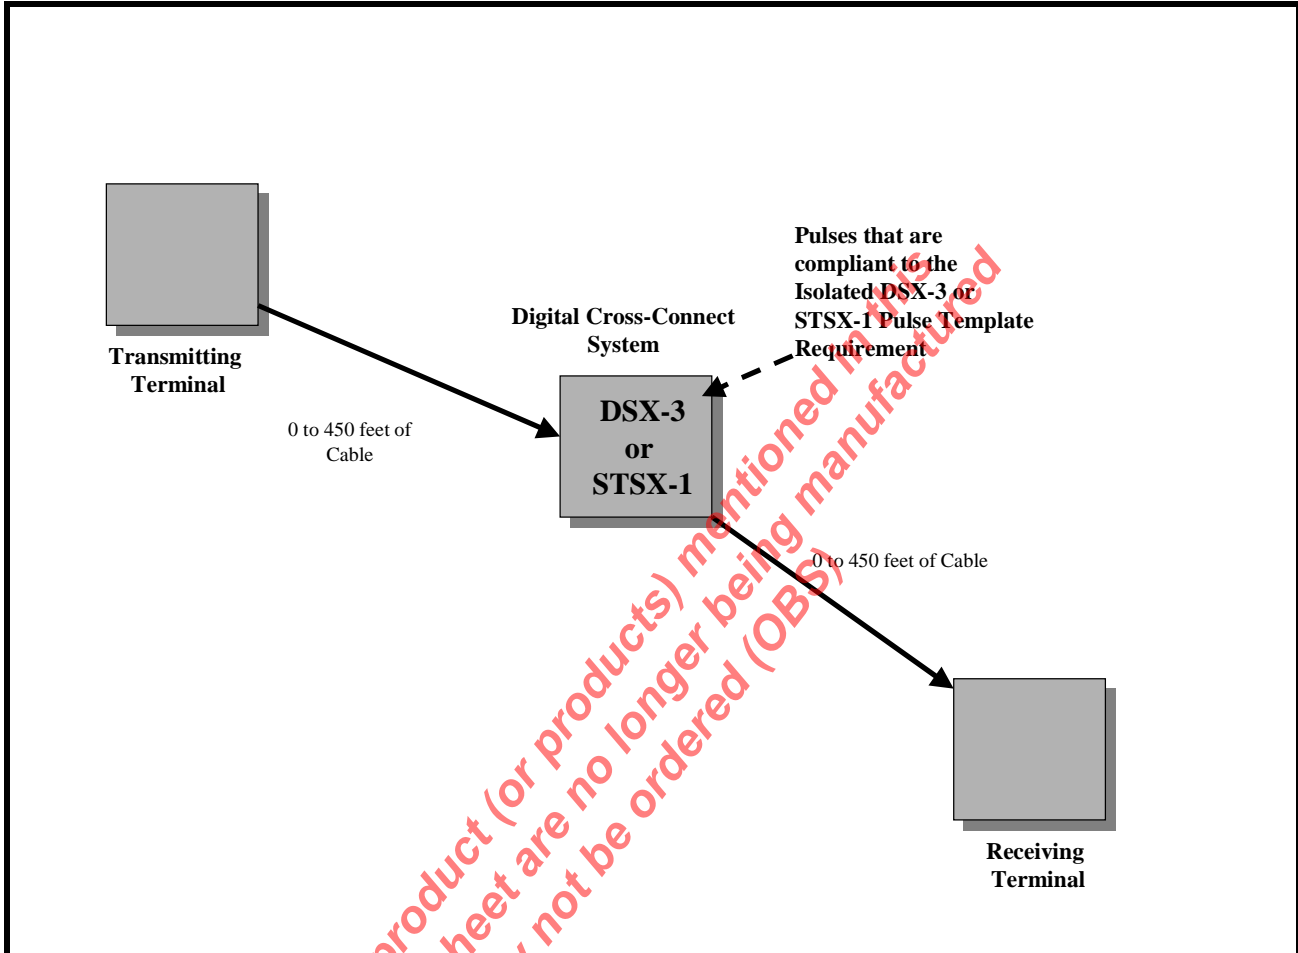 Pulses that are
compliant to the
Isolated DSX-3 or
STSX-1 Pulse Template
Requirement
Digital Cross-Connect
System
Transmitting
Terminal
DSX-3
or
STSX-1
0 to 450 feet of
Cable
0 to 450 feet of Cable
Receiving
Terminal
product (or products) mentioned in this
heet are no longer being manufactured
not be ordered (OBS)